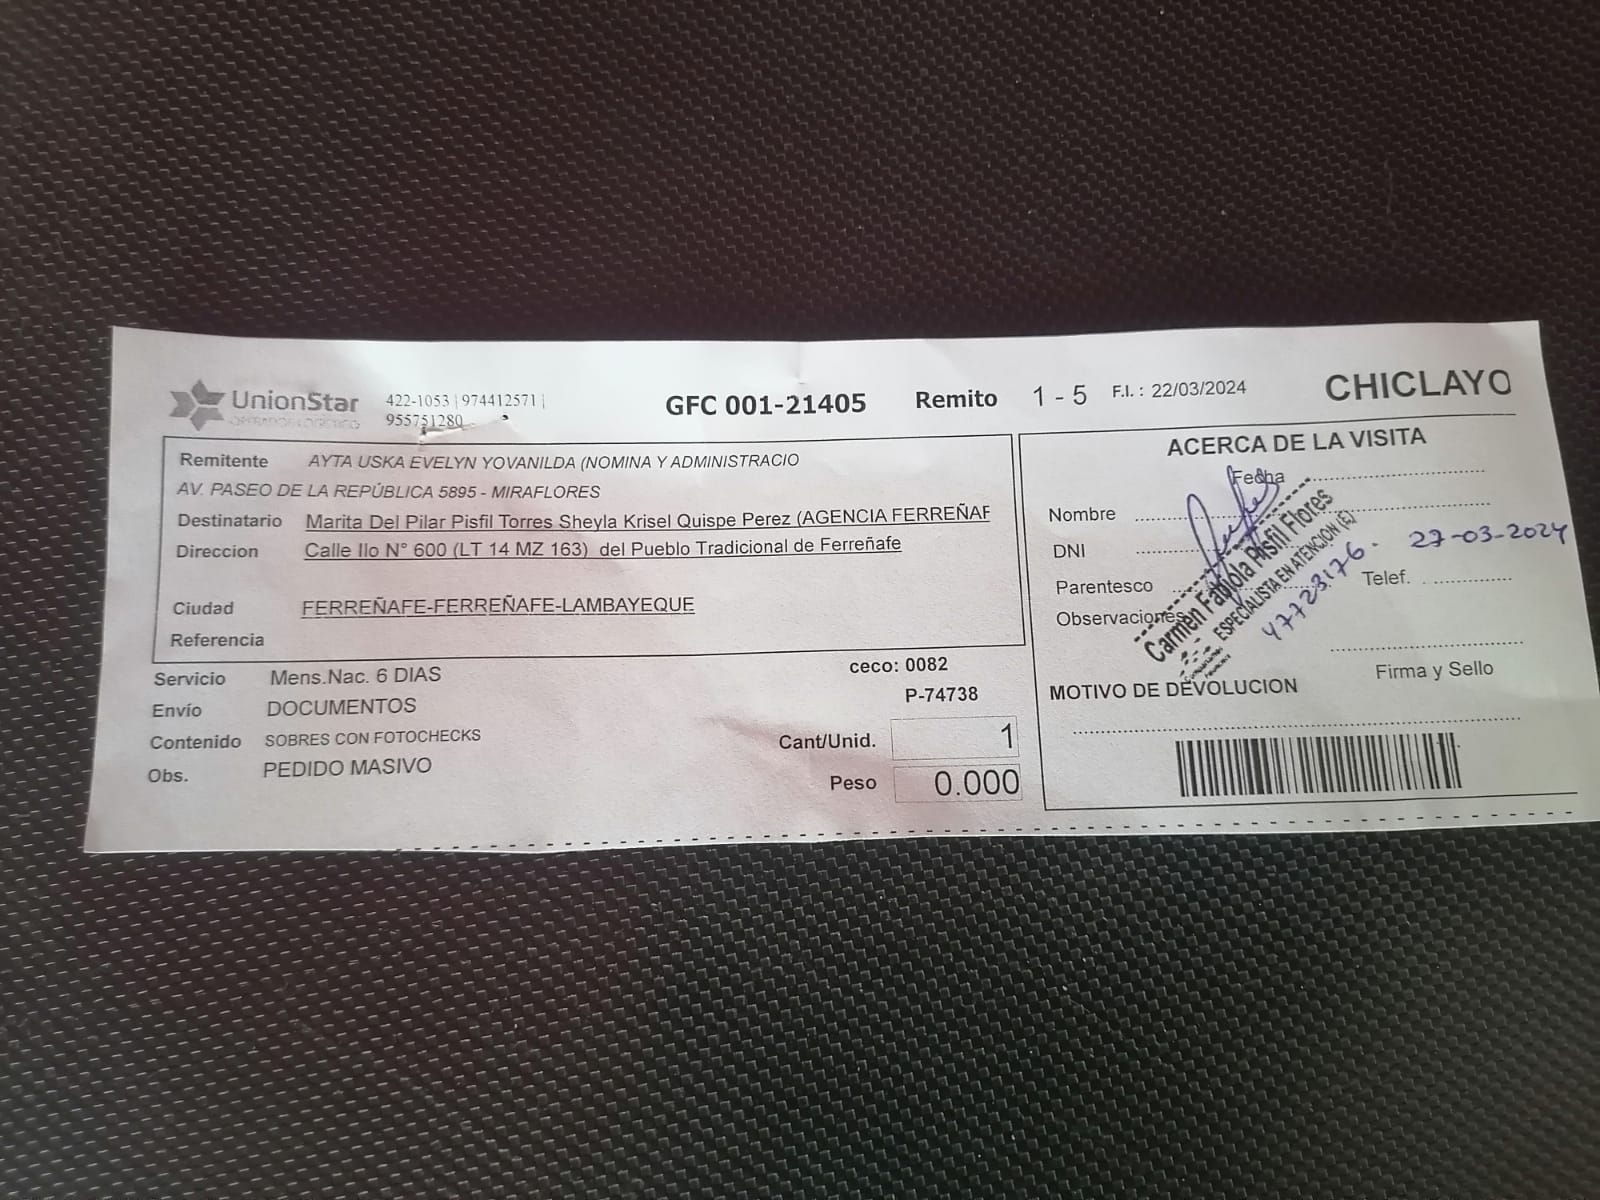 UnionStar 422-1053 | 974412571 |
OPERADOR LOGISTICO 955751280
GFC 001-21405 Remito 1 - 5 F.I. : 22/03/2024 CHICLAYO
Remitente AYTA USKA EVELYN YOVANILDA (NOMINA Y ADMINISTRACIO
AV. PASEO DE LA REPÚBLICA 5895 - MIRAFLORES
Destinatario Marita Del Pilar Pisfil Torres Sheyla Krisel Quispe Perez (AGENCIA FERREÑAF
Direccion Calle Ilo N° 600 (LT 14 MZ 163) del Pueblo Tradicional de Ferreñafe
Ciudad FERREÑAFE-FERREÑAFE-LAMBAYEQUE
Referencia
Servicio Mens.Nac. 6 DIAS
Envío DOCUMENTOS
Contenido SOBRES CON FOTOCHECKS
Obs. PEDIDO MASIVO
ceco: 0082
P-74738
Cant/Unid. 1
Peso 0.000
ACERCA DE LA VISITA
Fecha
Nombre
DNI
Parentesco
Telef.
Observaciones
Carmen Fabiola Pisfil Flores
ESPECIALISTA EN ATENCIÓN (E)
47723176.
27-03-2024
Firma y Sello
MOTIVO DE DEVOLUCION